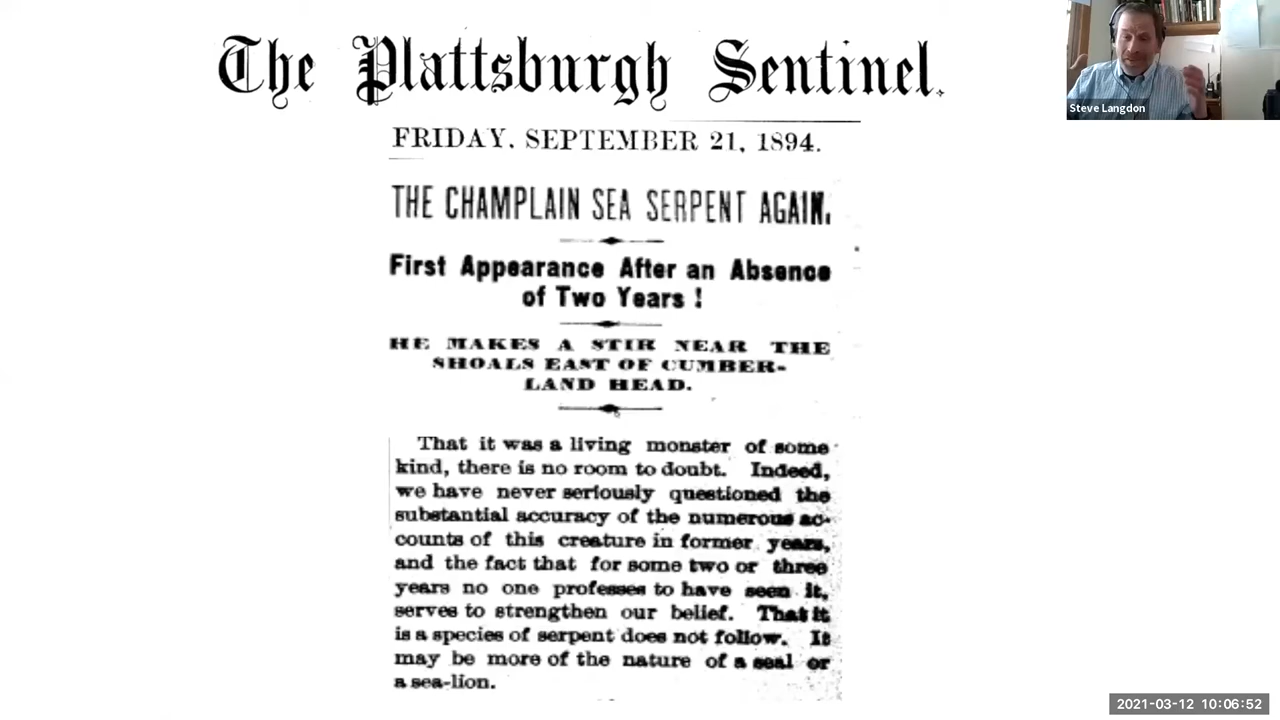 The Plattsburgh Sentinel.
Steve Langdon
FRIDAY, SEPTEMBER 21, 1894.
THE CHAMPLAIN SEA SERPENT AGAIN.
First Appearance After an Absence
of Two Years !
HE MAKES A STIR NEAR THE
SHOALS EAST OF CUMBER-
LAND HEAD.
That it was a living monster of some
kind, there is no room to doubt. Indeed,
we have never seriously questioned the
substantial accuracy of the numerous ac-
counts of this creature in former years,
and the fact that for some two or three
years no one professes to have seen it,
serves to strengthen our belief. That it
is a species of serpent does not follow. It
may be more of the nature of a seal or
a sea-lion.
2021-03-12 10:06:52